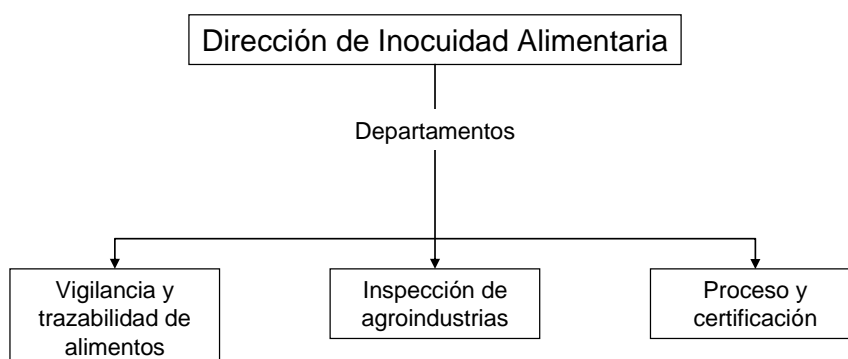 Dirección de Inocuidad Alimentaria
Departamentos
Vigilancia y
trazabilidad de
alimentos
Inspección de
agroindustrias
Proceso y
certificación